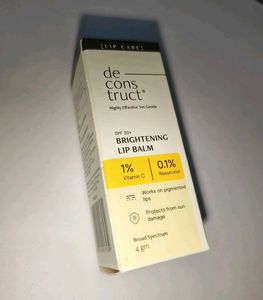 [LIP CARE]
de
cons
truct®
Highly Effective Yet Gentle
SPF 30+
BRIGHTENING
LIP BALM
1%
Vitamin C
0.1%
Resorcinol
Works on pigmented
lips
Protects from sun
damage
Broad Spectrum
4 gm